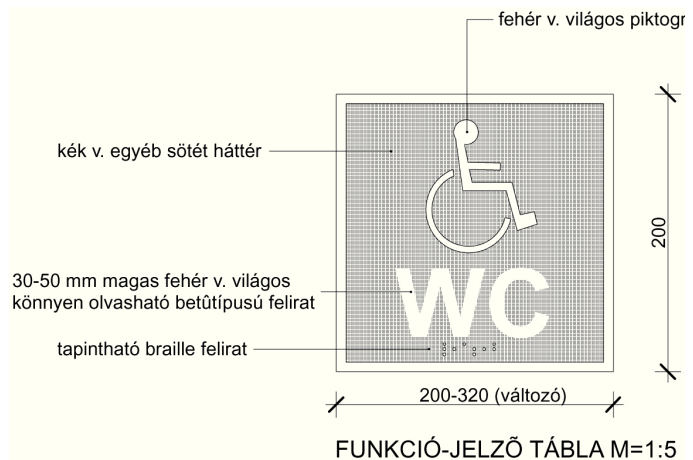 fehér v. világos piktogr
kék v. egyéb sötét háttér
200
30-50 mm magas fehér v. világos
könnyen olvasható betûtípusú felirat
WC
tapintható braille felirat
200-320 (változó)
FUNKCIÓ-JELZÕ TÁBLA M=1:5